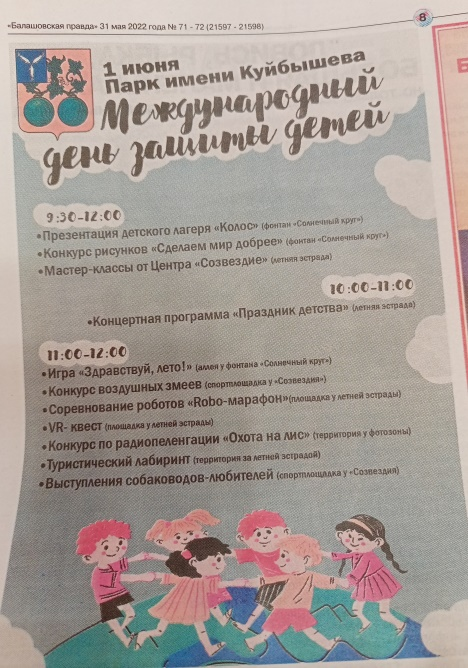 «Балашовская правда» 31 мая 2022 года № 71 - 72 (21597 - 21598)
8
1 июня
Парк имени Куйбышева
Международный
день защиты детей
9:30-12:00
•Презентация детского лагеря «Колос» (фонтан «Солнечный круг»)
•Конкурс рисунков «Сделаем мир добрее» (фонтан «Солнечный круг»)
•Мастер-классы от Центра «Созвездие» (летняя эстрада)
10:00-11:00
•Концертная программа «Праздник детства» (летняя эстрада)
11:00-12:00
•Игра «Здравствуй, лето!» (аллея у фонтана «Солнечный круг»)
•Конкурс воздушных змеев (спортплощадка у «Созвездия»)
•Соревнование роботов «Robo-марафон»(площадка у летней эстрады)
•VR- квест (площадка у летней эстрады)
•Конкурс по радиопеленгации «Охота на лис» (территория у фотозоны)
•Туристический лабиринт (территория за летней эстрадой)
•Выступления собаководов-любителей (спортплощадка у «Созвездия)